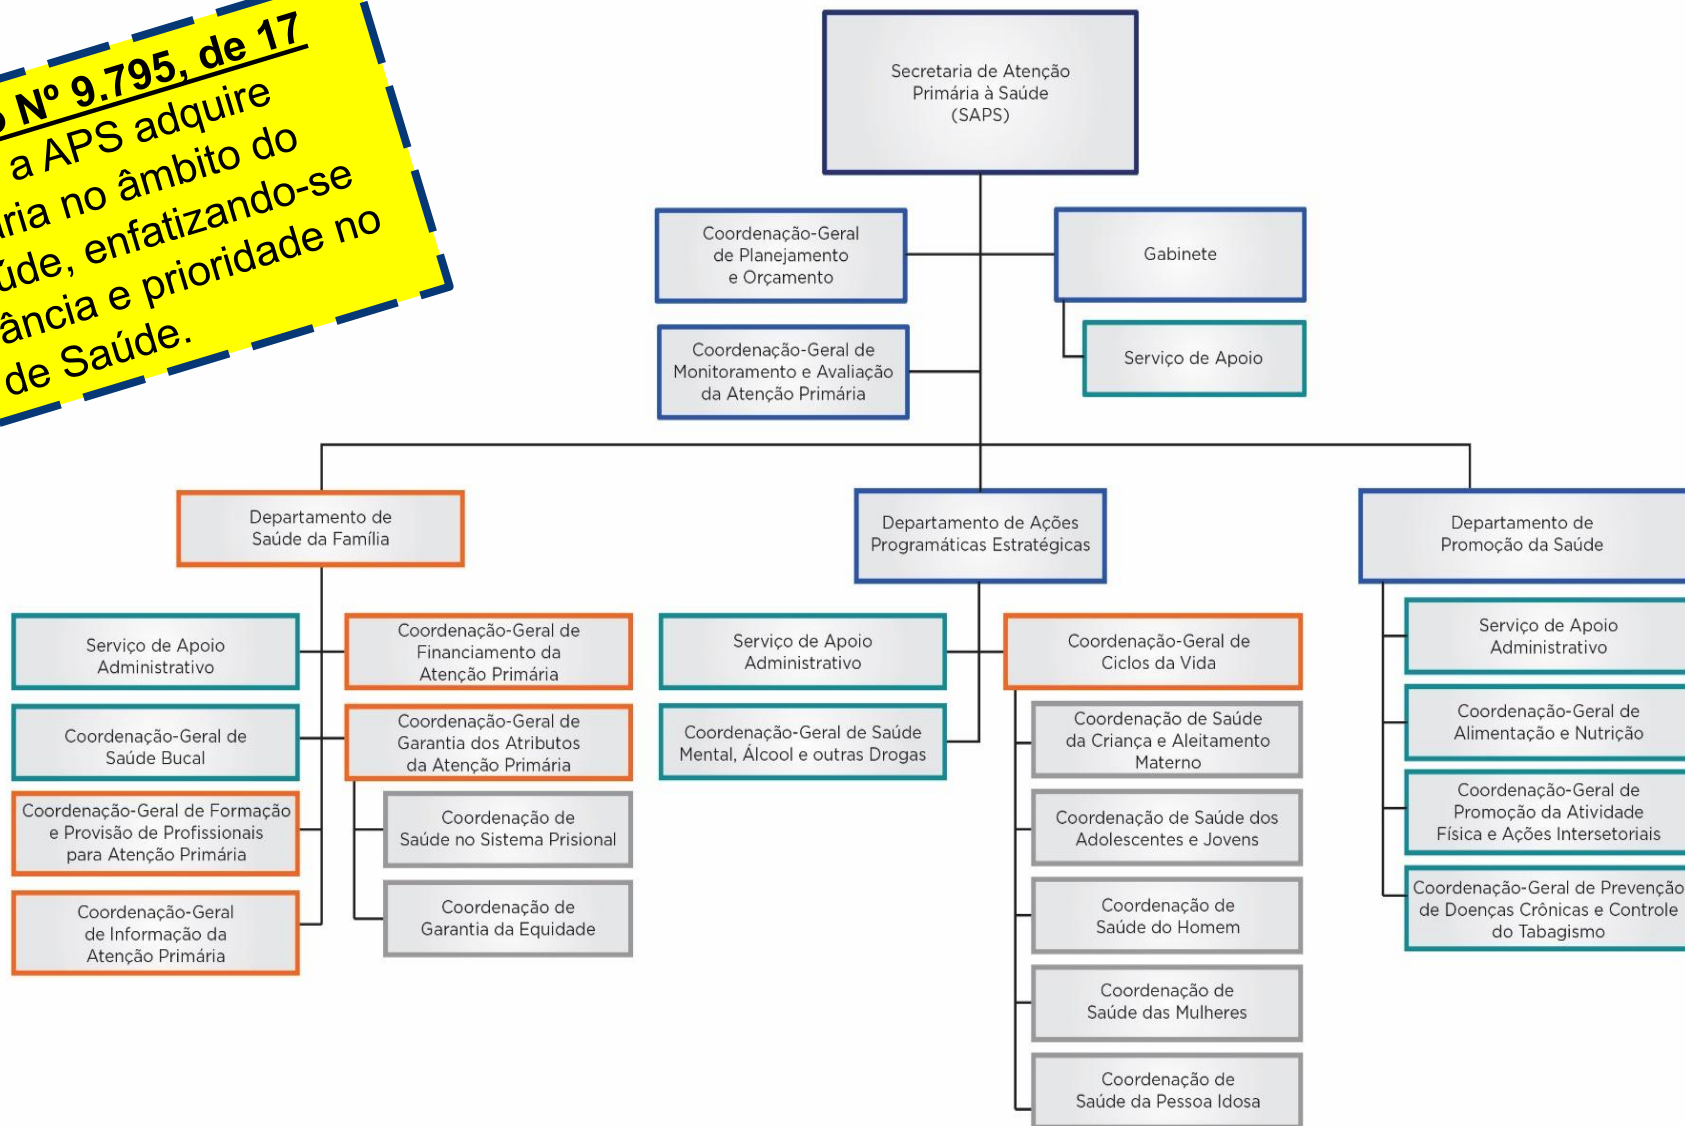 Nº 9.795, de 17
a APS adquire
no âmbito do
enfatizando-se
e prioridade no
de Saúde.
Secretaria de Atenção
Primária à Saúde
(SAPS)
Coordenação-Geral
de Planejamento
e Orçamento
Gabinete
Coordenação-Geral de
Monitoramento e Avaliação
da Atenção Primária
Serviço de Apoio
Departamento de
Saúde da Família
Serviço de Apoio
Administrativo
Coordenação-Geral de
Financiamento da
Atenção Primária
Coordenação-Geral de
Saúde Bucal
Coordenação-Geral de
Garantia dos Atributos
da Atenção Primária
Coordenação-Geral de Formação
e Provisão de Profissionais
para Atenção Primária
Coordenação de
Saúde no Sistema Prisional
Coordenação-Geral
de Informação da
Atenção Primária
Coordenação de
Garantia da Equidade
Departamento de Ações
Programáticas Estratégicas
Serviço de Apoio
Administrativo
Coordenação-Geral de
Ciclos da Vida
Coordenação-Geral de Saúde
Mental, Álcool e outras Drogas
Coordenação de Saúde
da Criança e Aleitamento
Materno
Coordenação de Saúde dos
Adolescentes e Jovens
Coordenação de
Saúde do Homem
Coordenação de
Saúde das Mulheres
Coordenação de
Saúde da Pessoa Idosa
Departamento de
Promoção da Saúde
Serviço de Apoio
Administrativo
Coordenação-Geral de
Alimentação e Nutrição
Coordenação-Geral de
Promoção da Atividade
Física e Ações Intersetoriais
Coordenação-Geral de Prevenção
de Doenças Crônicas e Controle
do Tabagismo